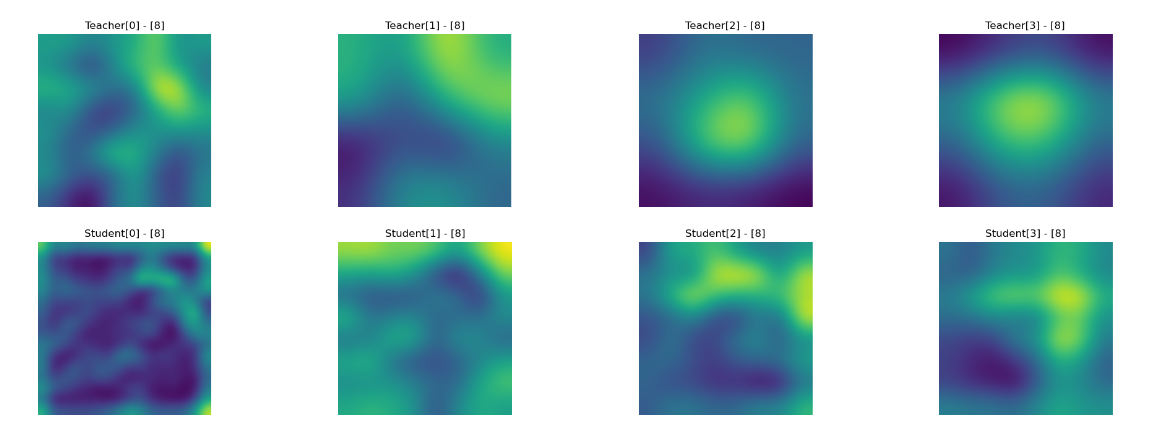 Teacher[0] - [8]
Teacher[1] - [8]
Teacher[2] - [8]
Teacher[3] - [8]
Student[0] - [8]
Student[1] - [8]
Student[2] - [8]
Student[3] - [8]